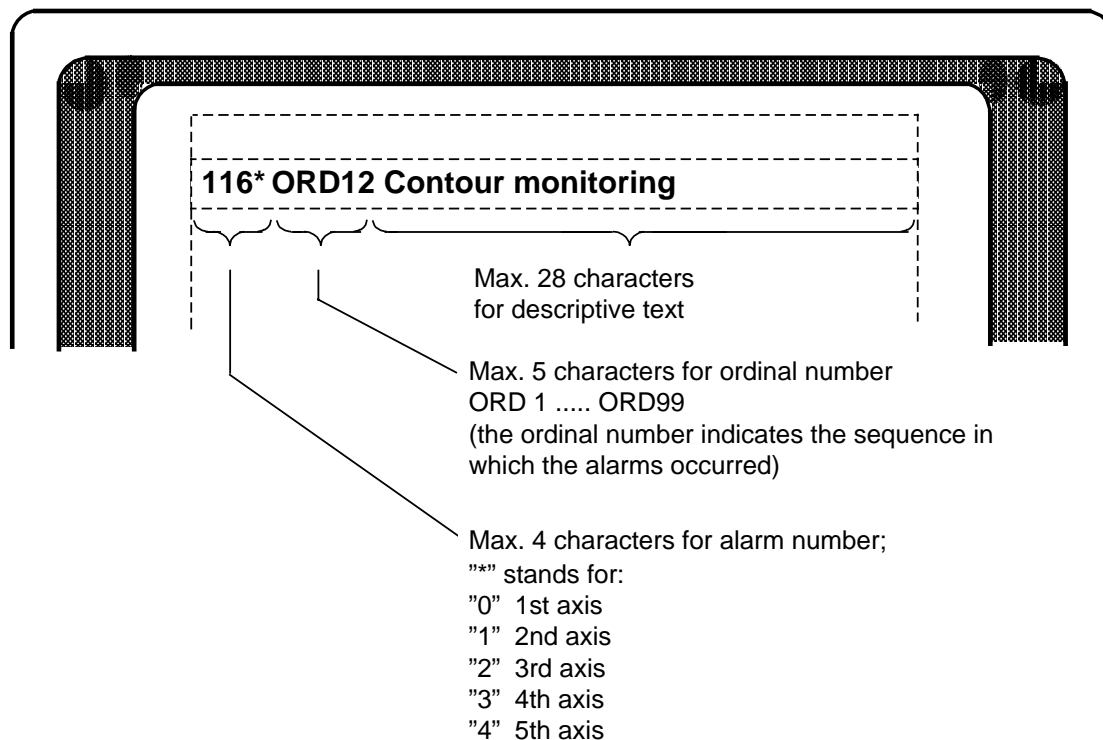 116* ORD12 Contour monitoring
Max. 28 characters
for descriptive text
Max. 5 characters for ordinal number
ORD 1 ..... ORD99
(the ordinal number indicates the sequence in
which the alarms occurred)
Max. 4 characters for alarm number;
”*” stands for:
”0” 1st axis
”1” 2nd axis
”2” 3rd axis
”3” 4th axis
”4” 5th axis